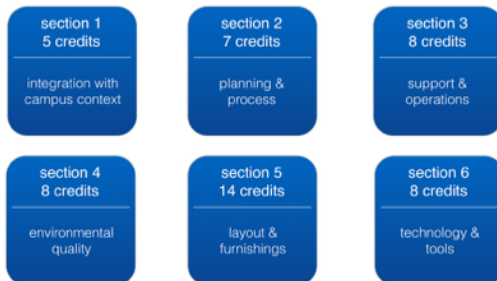 section 1
5 credits
integration with
campus context
section 2
7 credits
planning &
process
section 3
8 credits
support &
operations
section 4
8 credits
environmental
quality
section 5
14 credits
layout &
furnishings
section 6
8 credits
technology &
tools